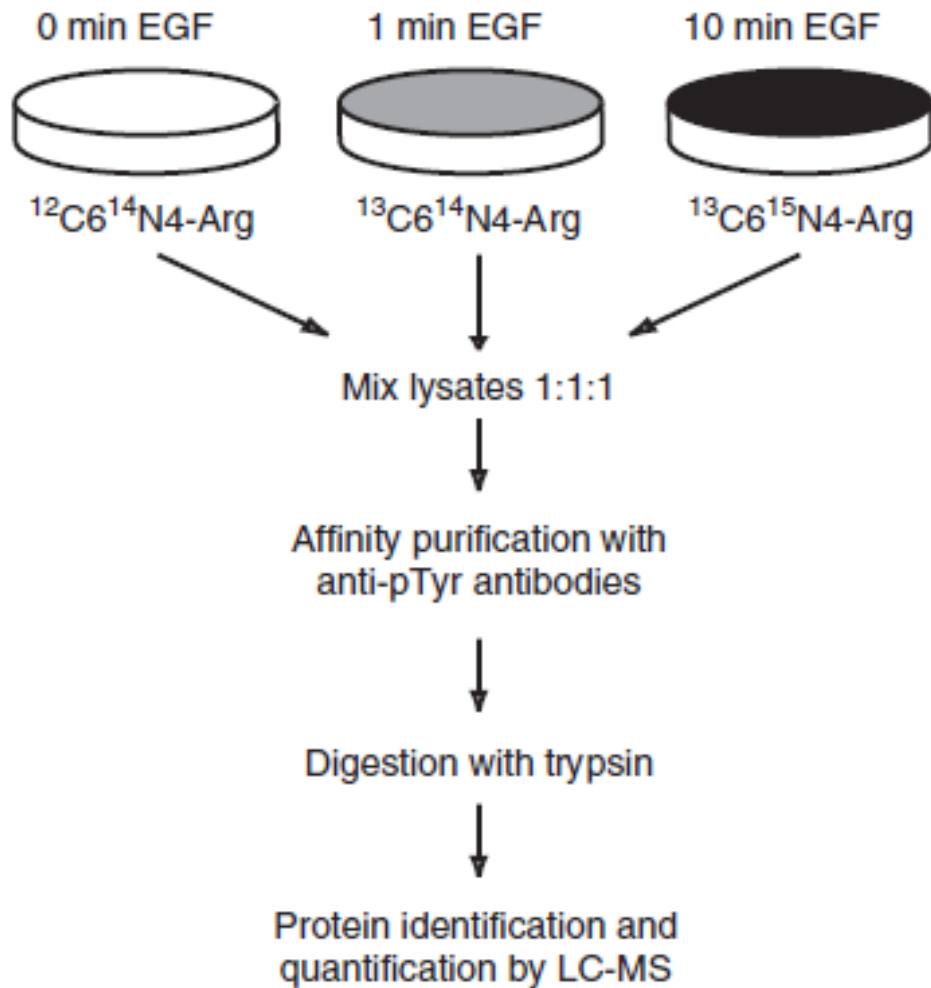 0 min EGF
1 min EGF
10 min EGF
¹²C6¹⁴N4-Arg
¹³C6¹⁴N4-Arg
¹³C6¹⁵N4-Arg
Mix lysates 1:1:1
Affinity purification with
anti-pTyr antibodies
Digestion with trypsin
Protein identification and
quantification by LC-MS